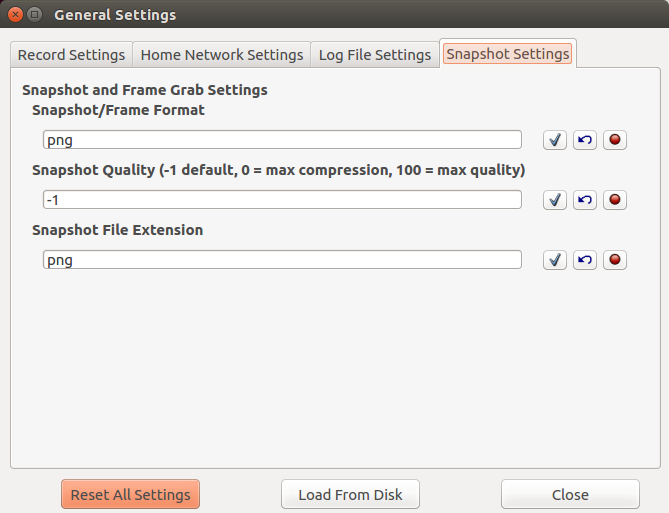 General Settings
Record Settings Home Network Settings Log File Settings Snapshot Settings
Snapshot and Frame Grab Settings
Snapshot/Frame Format
png
Snapshot Quality (-1 default, 0 = max compression, 100 = max quality)
-1
Snapshot File Extension
png
Reset All Settings Load From Disk Close